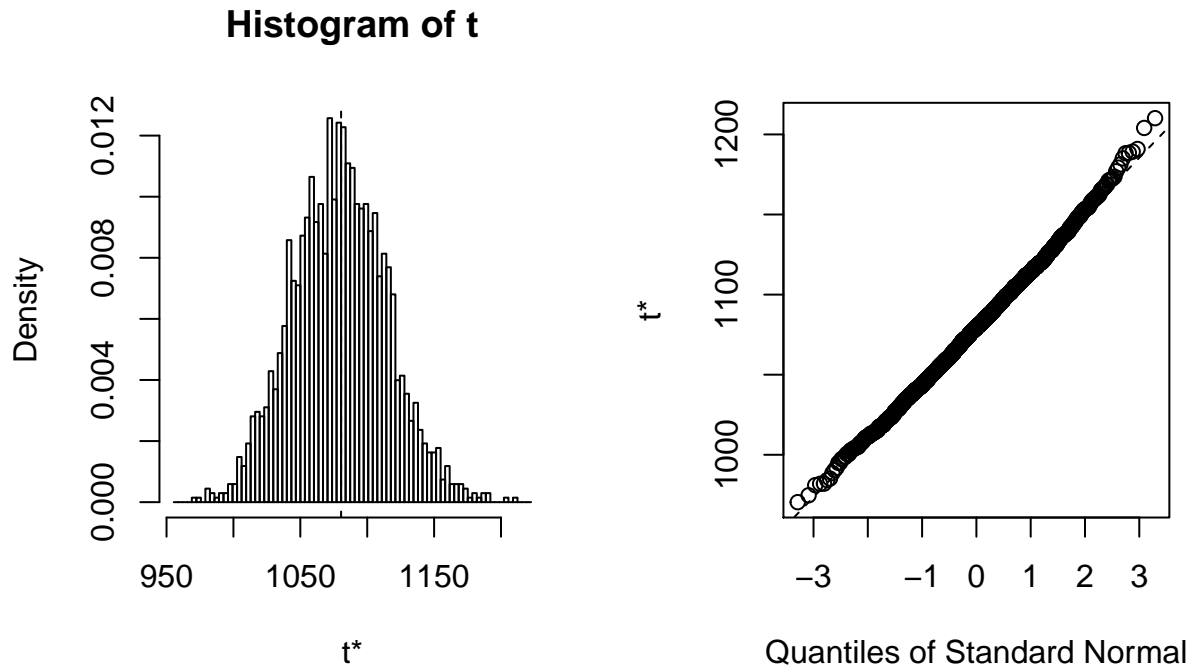 Histogram of t
Density
0.000 0.004 0.008 0.012
950 1050 1150
t*
t*
1000 1100 1200
−3 −1 0 1 2 3
Quantiles of Standard Normal